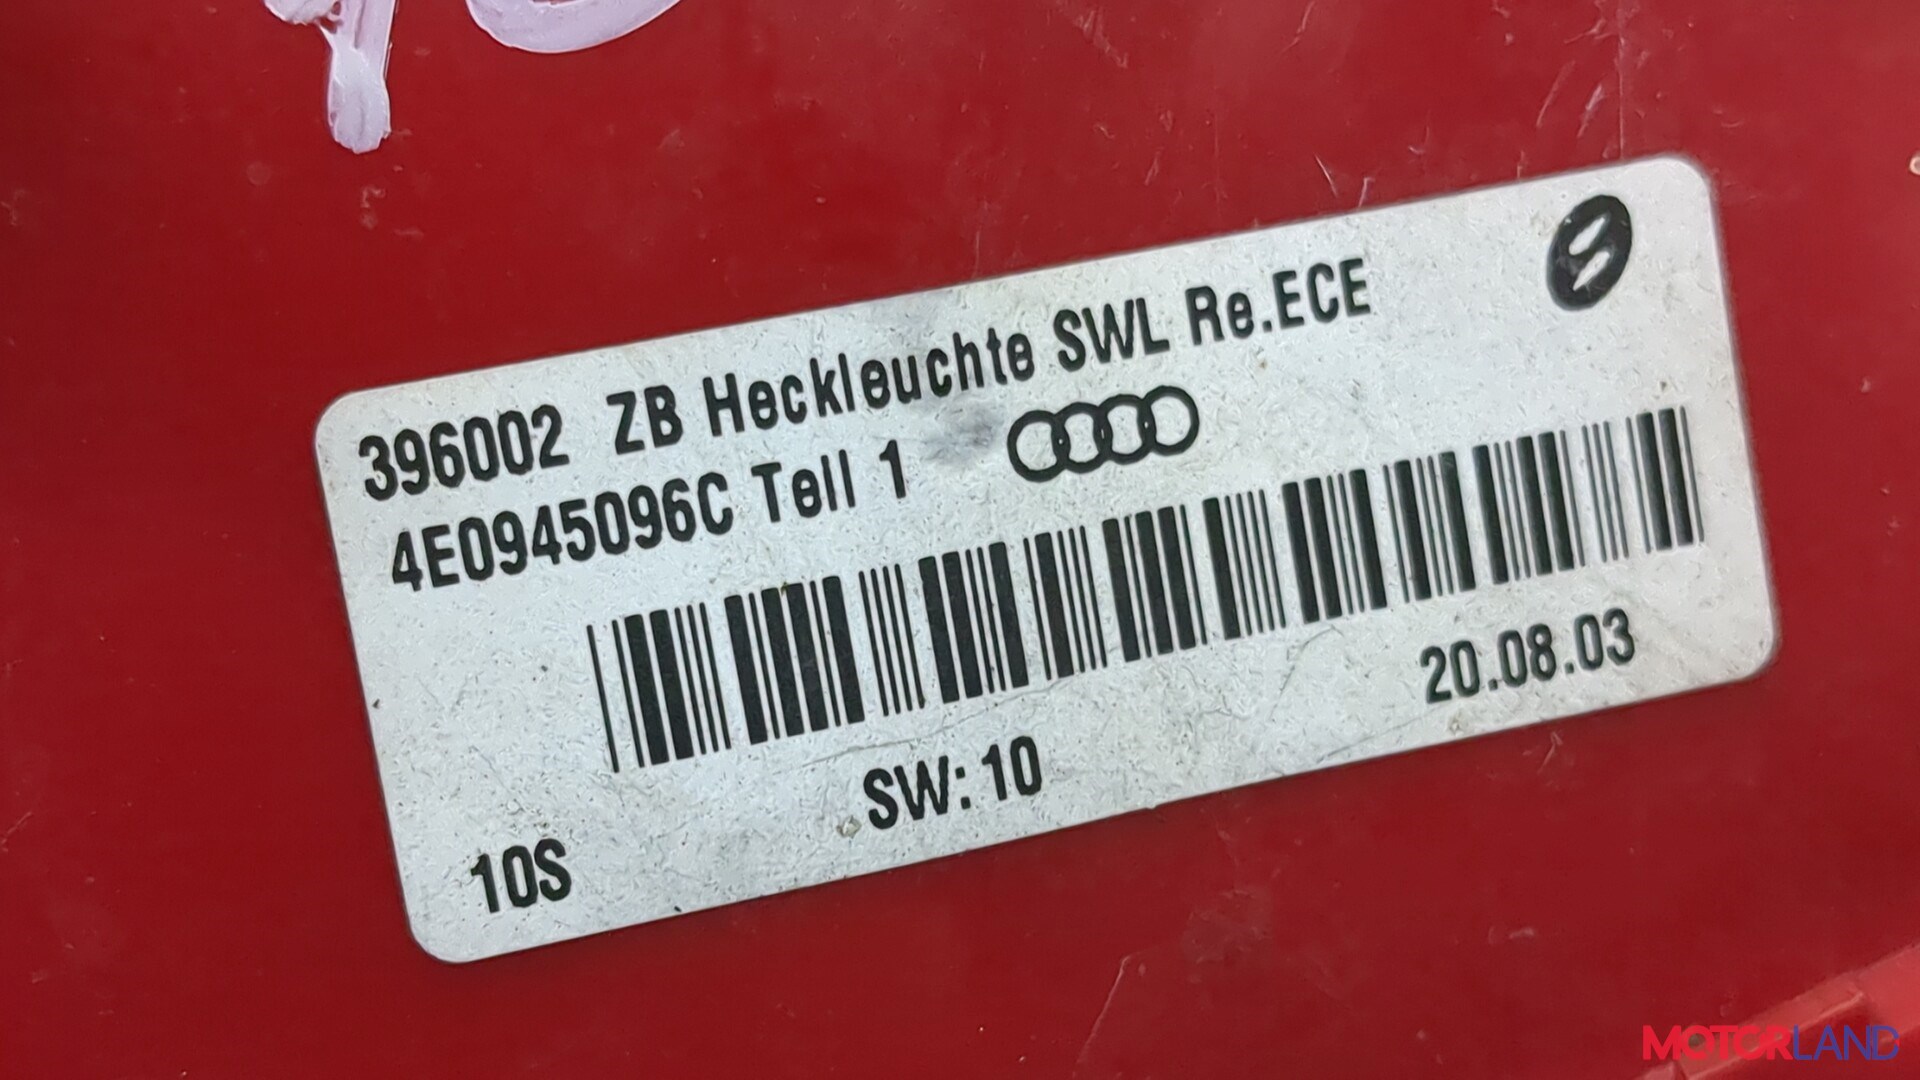 396002 ZB Heckleuchte SWL Re.ECE
4E0945096C Teil 1
20.08.03
SW: 10
10S
MOTORLAND